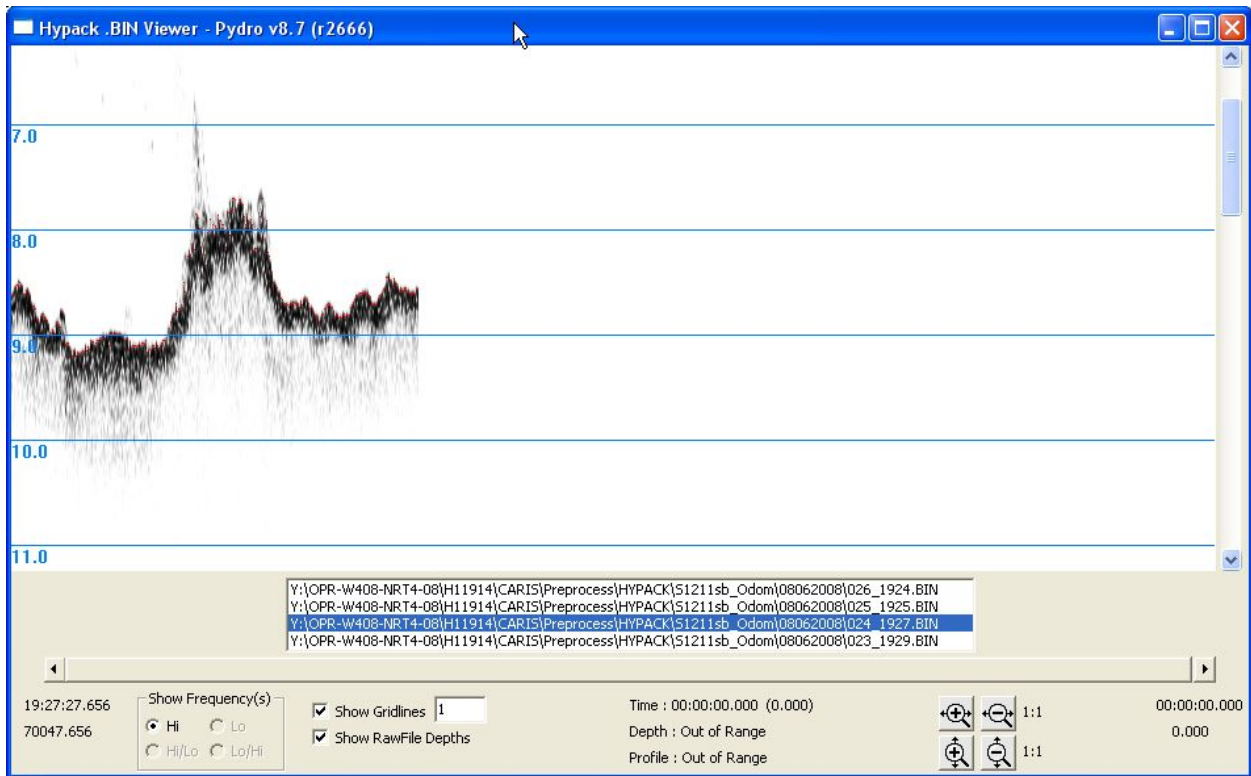 Hypack .BIN Viewer - Pydro v8.7 (r2666)
7.0
8.0
9.0
10.0
11.0
Y:\OPR-W408-NRT4-08\H11914\CARIS\Preprocess\HYPACK\S1211sb_Odom\08062008\026_1924.BIN
Y:\OPR-W408-NRT4-08\H11914\CARIS\Preprocess\HYPACK\S1211sb_Odom\08062008\025_1925.BIN
Y:\OPR-W408-NRT4-08\H11914\CARIS\Preprocess\HYPACK\S1211sb_Odom\08062008\024_1927.BIN
Y:\OPR-W408-NRT4-08\H11914\CARIS\Preprocess\HYPACK\S1211sb_Odom\08062008\023_1929.BIN
19:27:27.656
70047.656
Show Frequency(s)
Hi Lo
Hi/Lo Lo/Hi
Show Gridlines 1
Show RawFile Depths
Time : 00:00:00.000 (0.000)
Depth : Out of Range
Profile : Out of Range
1:1
1:1
00:00:00.000
0.000